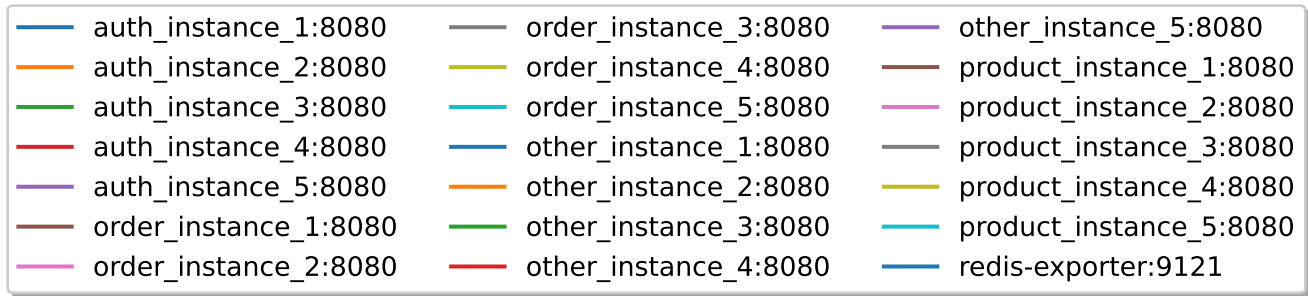 auth_instance_1:8080
auth_instance_2:8080
auth_instance_3:8080
auth_instance_4:8080
auth_instance_5:8080
order_instance_1:8080
order_instance_2:8080
order_instance_3:8080
order_instance_4:8080
order_instance_5:8080
other_instance_1:8080
other_instance_2:8080
other_instance_3:8080
other_instance_4:8080
other_instance_5:8080
product_instance_1:8080
product_instance_2:8080
product_instance_3:8080
product_instance_4:8080
product_instance_5:8080
redis-exporter:9121